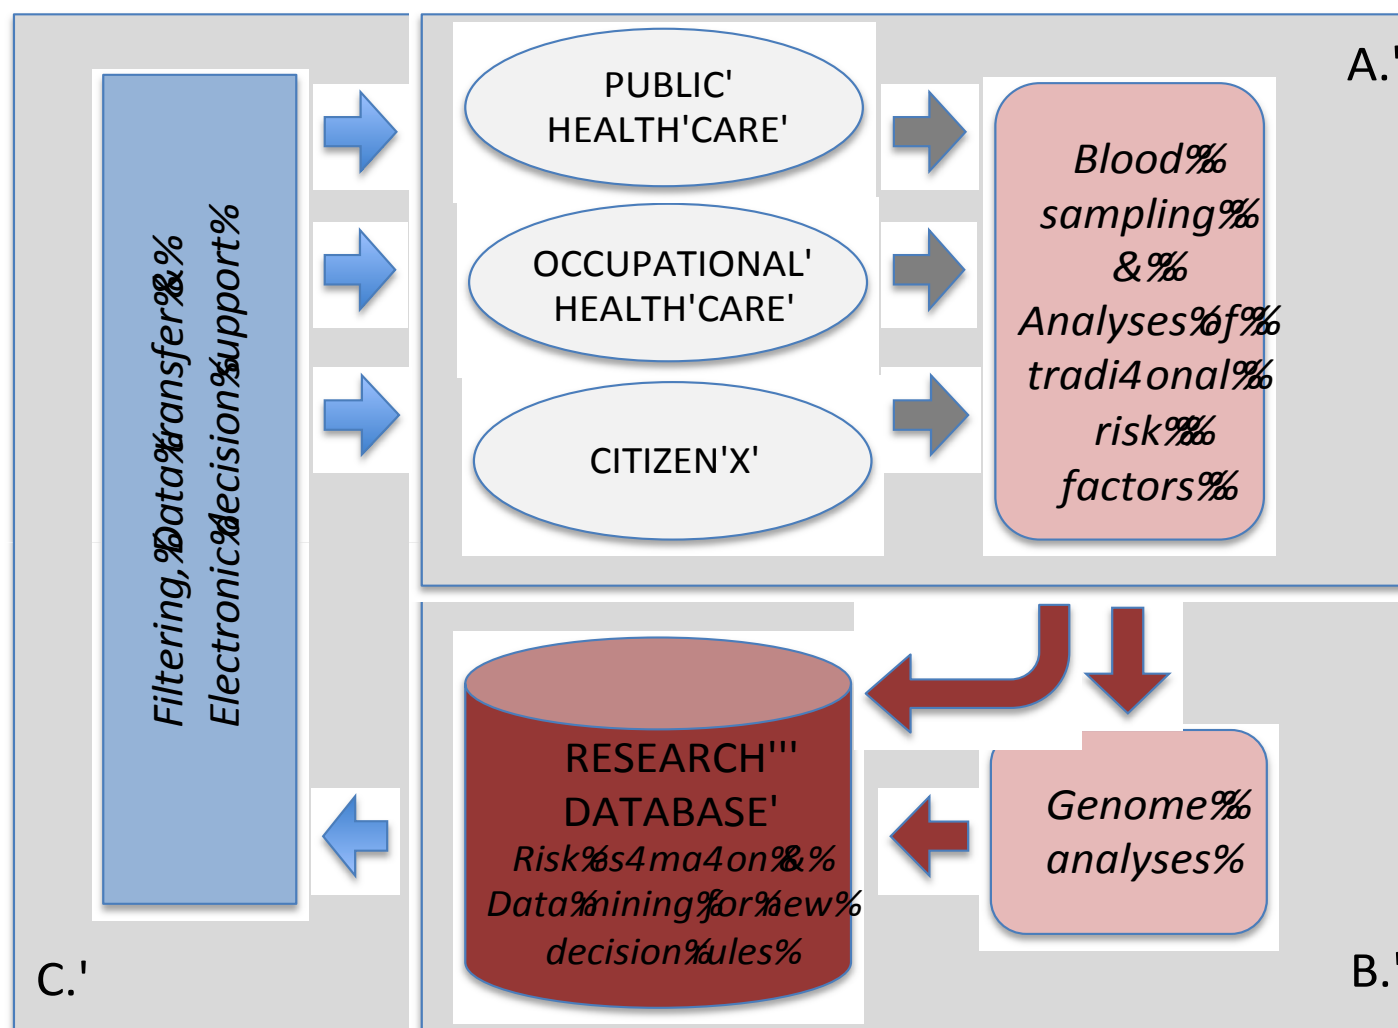 A.'
PUBLIC'
HEALTH'CARE'
OCCUPATIONAL'
HEALTH'CARE'
CITIZEN'X'
Blood%%
sampling%%
&%%
Analyses%of%%
tradi4onal%%
risk%%%
factors%%
Filtering,%Data%transfer%&%
Electronic%decision%support%
RESEARCH'''
DATABASE'
Risk%es4ma4on%&%
Data%mining%for%new%
decision%rules%
Genome%%
analyses%
C.'
B.'